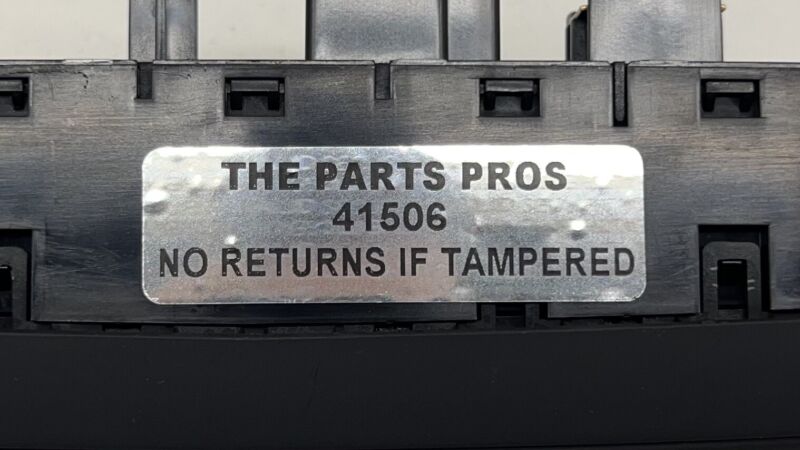 THE PARTS PROS
41506
NO RETURNS IF TAMPERED